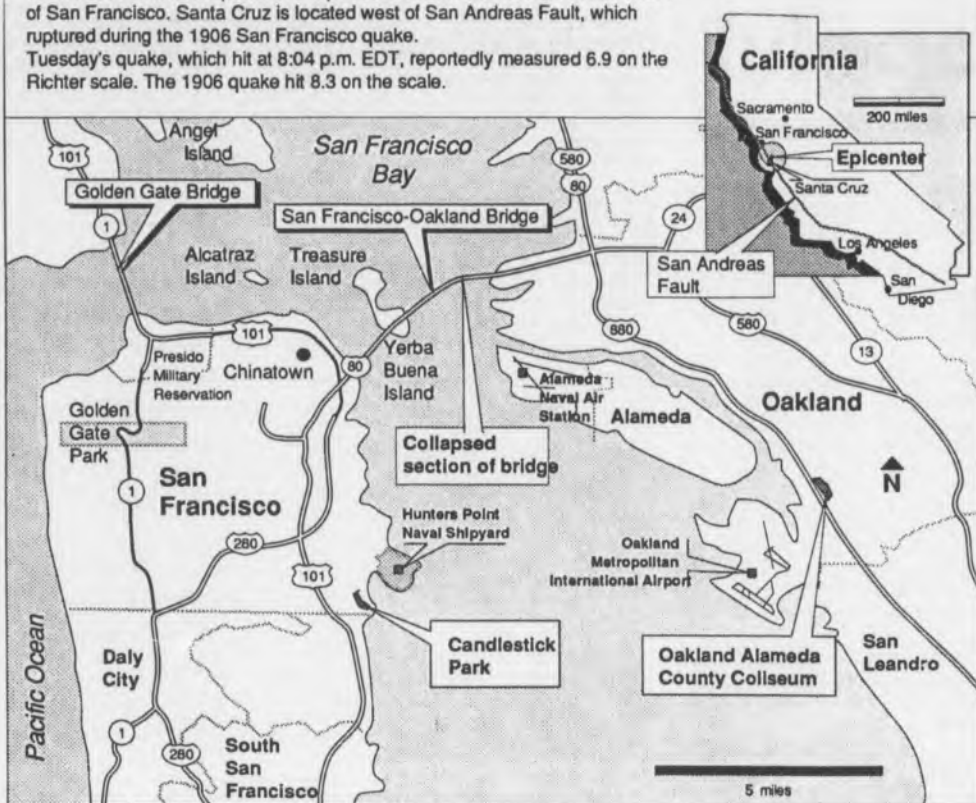 of San Francisco. Santa Cruz is located west of San Andreas Fault, which
ruptured during the 1906 San Francisco quake.
Tuesday's quake, which hit at 8:04 p.m. EDT, reportedly measured 6.9 on the
Richter scale. The 1906 quake hit 8.3 on the scale.
California
Sacramento
200 miles
San Francisco
Epicenter
Santa Cruz
Los Angeles
San Andreas
Fault
San
Diego
101
Angel
Island
San Francisco
Bay
580
80
Golden Gate Bridge
San Francisco-Oakland Bridge
24
1
Alcatraz
Island
Treasure
Island
101
880
580
13
Presido
Military
Reservation
Chinatown
80
Yerba
Buena
Island
Alameda
Naval Air
Station
Alameda
Oakland
Golden
Gate
Park
Collapsed
section of bridge
N
San
Francisco
1
Hunters Point
Naval Shipyard
280
101
Oakland
Metropolitan
International Airport
Candlestick
Park
Oakland Alameda
County Coliseum
San
Leandro
Daly
City
Pacific Ocean
1
280
South
San
Francisco
5 miles